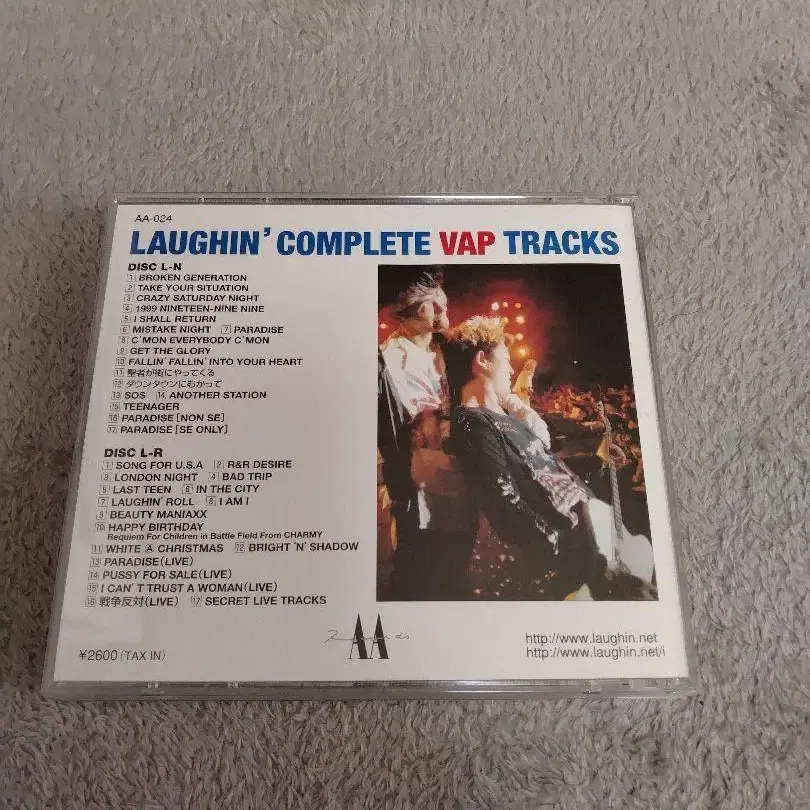 AA-024
LAUGHIN' COMPLETE VAP TRACKS
DISC L-N
1 BROKEN GENERATION
2 TAKE YOUR SITUATION
3 CRAZY SATURDAY NIGHT
4 1999 NINETEEN-NINE NINE
5 I SHALL RETURN
6 MISTAKE NIGHT 7 PARADISE
8 C'MON EVERYBODY C'MON
9 GET THE GLORY
10 FALLIN' FALLIN' INTO YOUR HEART
11 聖者が街にやってくる
12 ダウンタウンにむかって
13 SOS 14 ANOTHER STATION
15 TEENAGER
16 PARADISE [NON SE]
17 PARADISE [SE ONLY]
DISC L-R
1 SONG FOR U.S.A 2 R&R DESIRE
3 LONDON NIGHT 4 BAD TRIP
5 LAST TEEN 6 IN THE CITY
7 LAUGHIN' ROLL 8 I AM I
9 BEAUTY MANIAXX
10 HAPPY BIRTHDAY
Requiem For Children in Battle Field From CHARMY
11 WHITE Ⓐ CHRISTMAS 12 BRIGHT 'N' SHADOW
13 PARADISE(LIVE)
14 PUSSY FOR SALE(LIVE)
15 I CAN'T TRUST A WOMAN(LIVE)
16 戦争反対(LIVE) 17 SECRET LIVE TRACKS
¥2600 (TAX IN)
AA
http://www.laughin.net
http://www.laughin.net/i